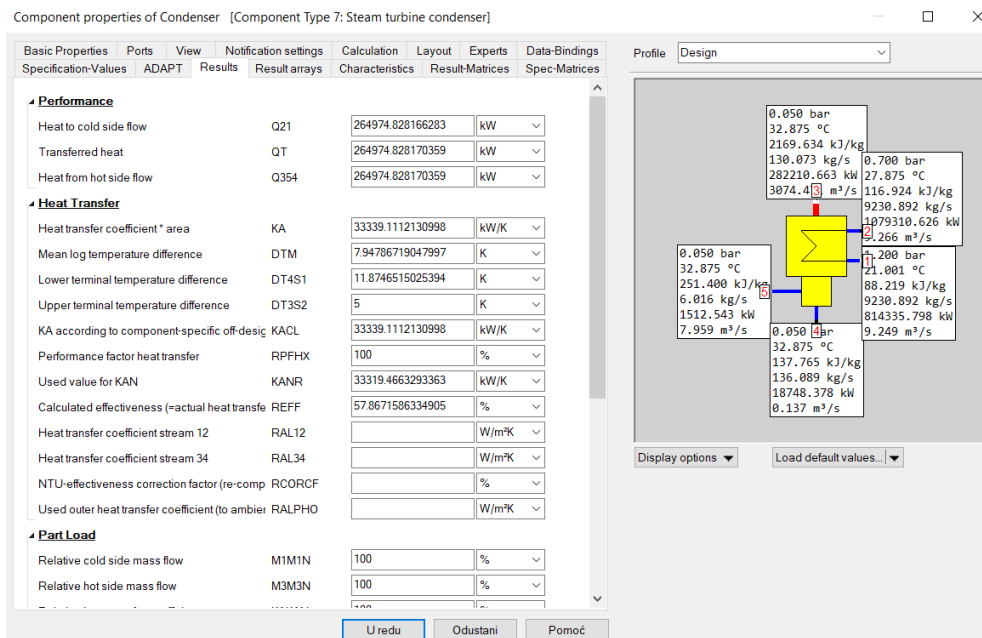 Component properties of Condenser [Component Type 7: Steam turbine condenser]
Basic Properties Ports View Notification settings Calculation Layout Experts Data-Bindings
Specification-Values ADAPT Results Result arrays Characteristics Result-Matrices Spec-Matrices
Performance
Heat to cold side flow Q21 264974.828166283 kW
Transferred heat QT 264974.828170359 kW
Heat from hot side flow Q354 264974.828170359 kW
Heat Transfer
Heat transfer coefficient * area KA 33339.1112130998 kW/K
Mean log temperature difference DTM 7.94786719047997 K
Lower terminal temperature difference DT4S1 11.8746515025394 K
Upper terminal temperature difference DT3S2 5 K
KA according to component-specific off-desig KACL 33339.1112130998 kW/K
Performance factor heat transfer RPFHX 100 %
Used value for KAN KANR 33319.4663293363 kW/K
Calculated effectiveness (=actual heat transfe REFF 57.8671586334905 %
Heat transfer coefficient stream 12 RAL12 W/m²K
Heat transfer coefficient stream 34 RAL34 W/m²K
NTU-effectiveness correction factor (re-comp RCORCF %
Used outer heat transfer coefficient (to ambier RALPHO W/m²K
Part Load
Relative cold side mass flow M1M1N 100 %
Relative hot side mass flow M3M3N 100 %
U redu Odustani Pomoć
Profile Design
0.050 bar
32.875 ºC
2169.634 kJ/kg
130.073 kg/s
282210.663 kW
m³/s
3
0.700 bar
27.875 ºC
116.924 kJ/kg
9230.892 kg/s
1079310.626 kW
9.266 m³/s
2
1
1.200 bar
21.001 ºC
88.219 kJ/kg
9230.892 kg/s
814335.798 kW
9.249 m³/s
0.050 bar
32.875 ºC
251.400 kJ/kg
6.016 kg/s
1512.543 kW
7.959 m³/s
5
0.050 bar
4
32.875 ºC
137.765 kJ/kg
136.089 kg/s
18748.378 kW
0.137 m³/s
Display options Load default values...